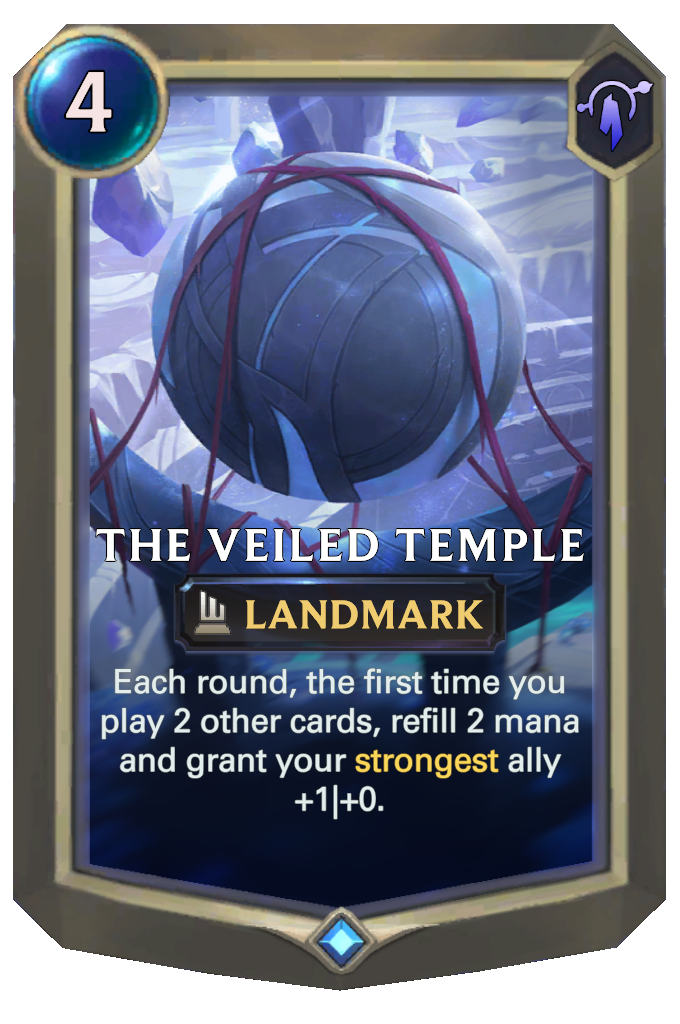 4
THE VEILED TEMPLE
LANDMARK
Each round, the first time you
play 2 other cards, refill 2 mana
and grant your strongest ally
+1|+0.